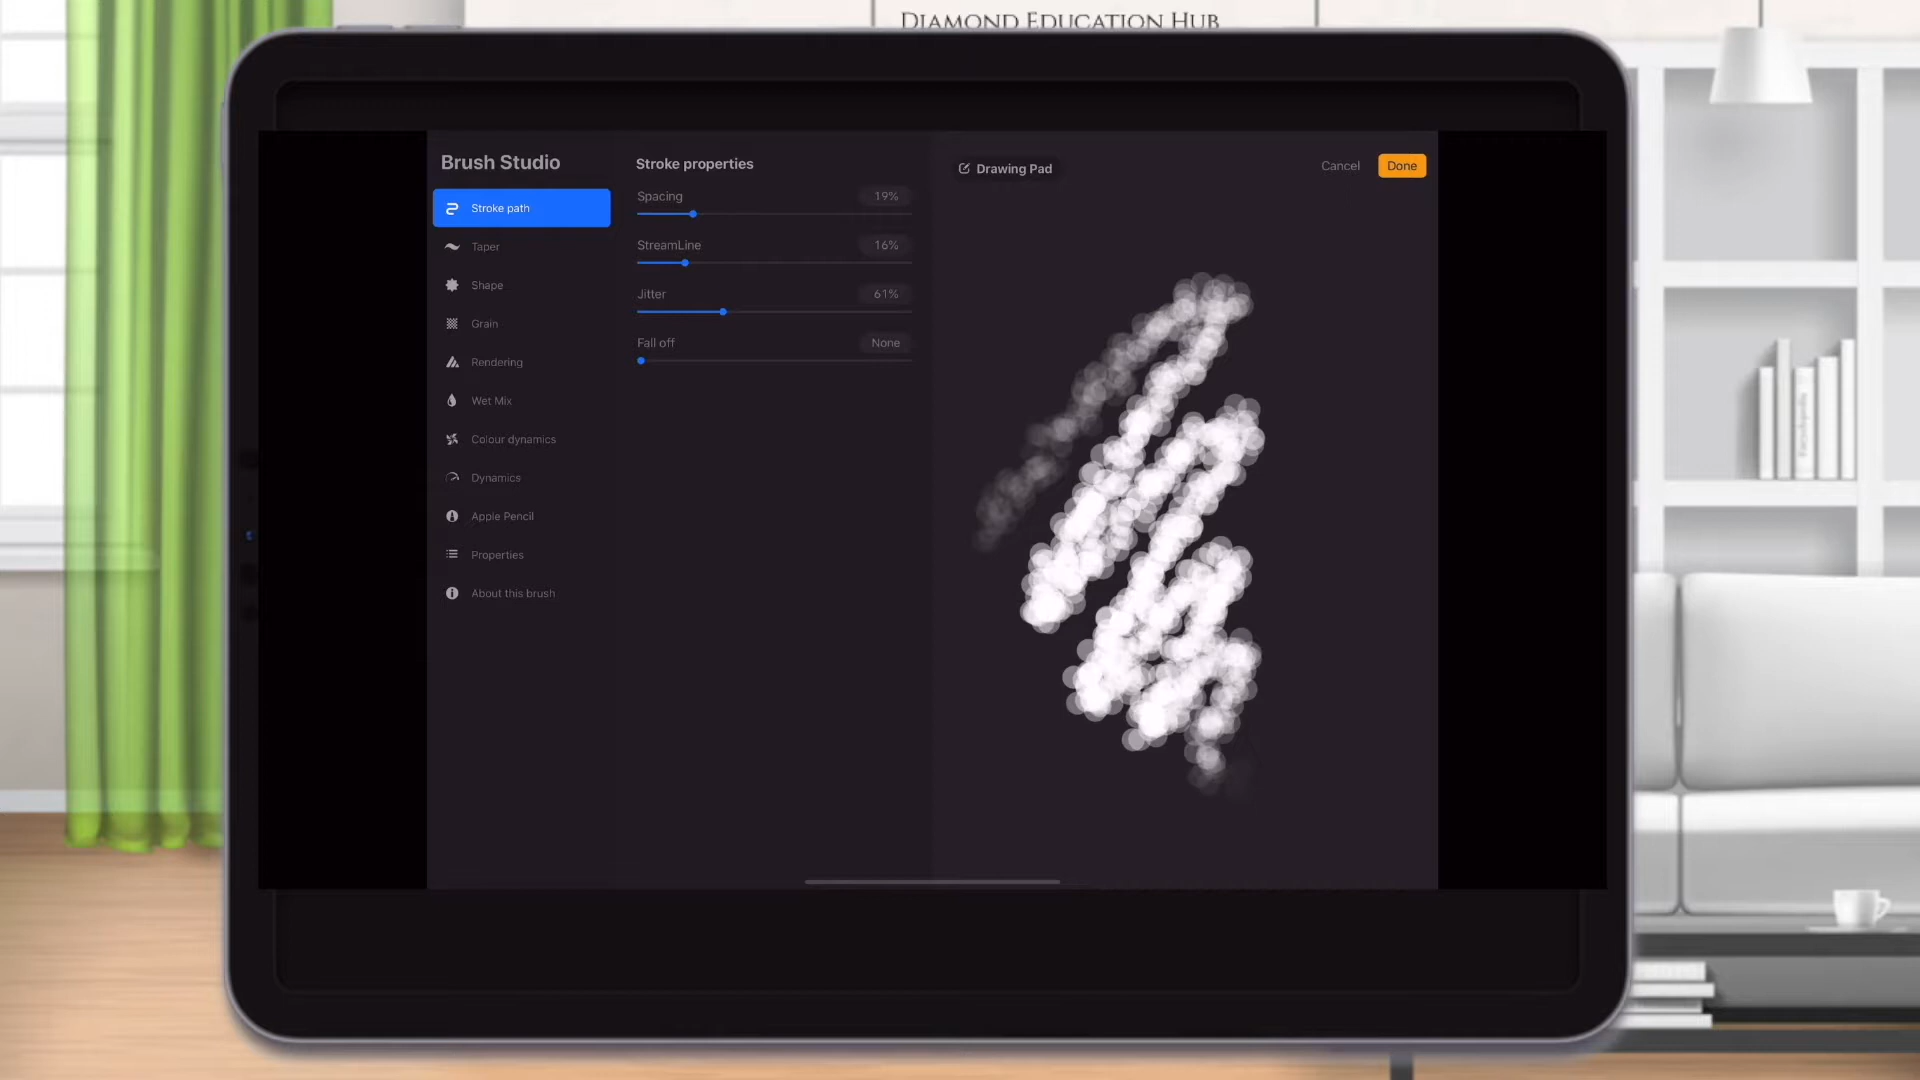 DIAMOND EDUCATION HUB
Brush Studio
Stroke path
Taper
Shape
Grain
Rendering
Wet Mix
Colour dynamics
Dynamics
Apple Pencil
Properties
About this brush
Stroke properties
Spacing 19%
StreamLine 16%
Jitter 61%
Fall off None
Drawing Pad
Cancel
Done